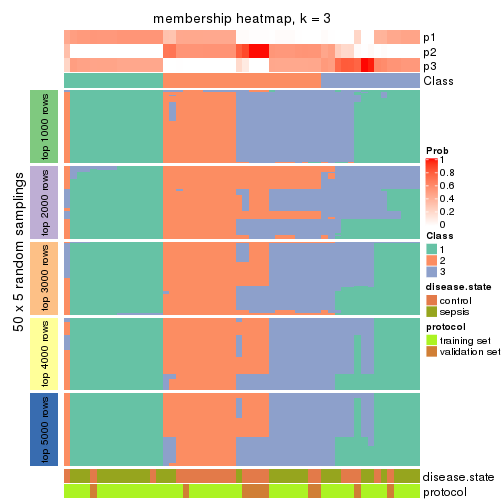 membership heatmap, k = 3
p1
p2
p3
Class
50 x 5 random samplings
top 1000 rows
top 2000 rows
top 3000 rows
top 4000 rows
top 5000 rows
Prob
1
0.8
0.6
0.4
0.2
0
Class
1
2
3
disease.state
control
sepsis
protocol
training set
validation set
disease.state
protocol